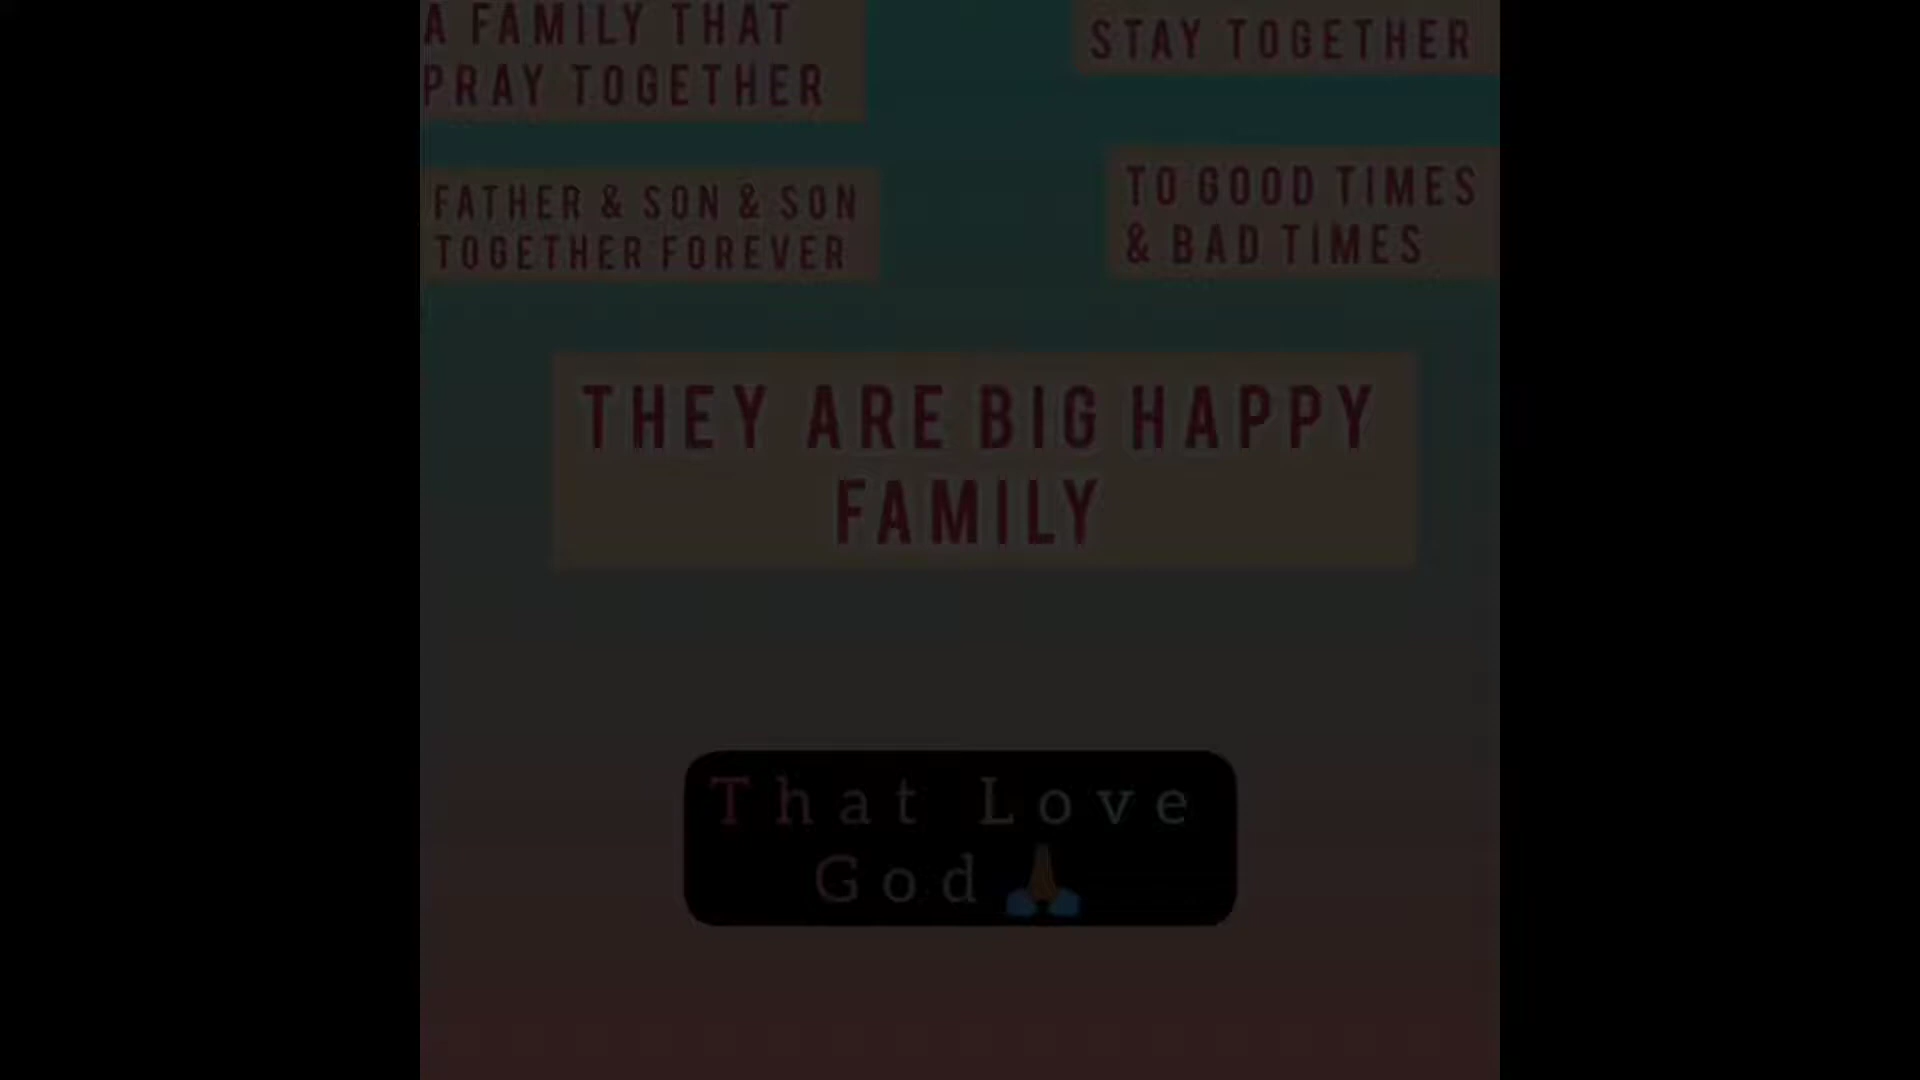 A FAMILY THAT
PRAY TOGETHER
STAY TOGETHER
FATHER & SON & SON
TOGETHER FOREVER
TO GOOD TIMES
& BAD TIMES
THEY ARE BIG HAPPY
FAMILY
That Love
God 🙏